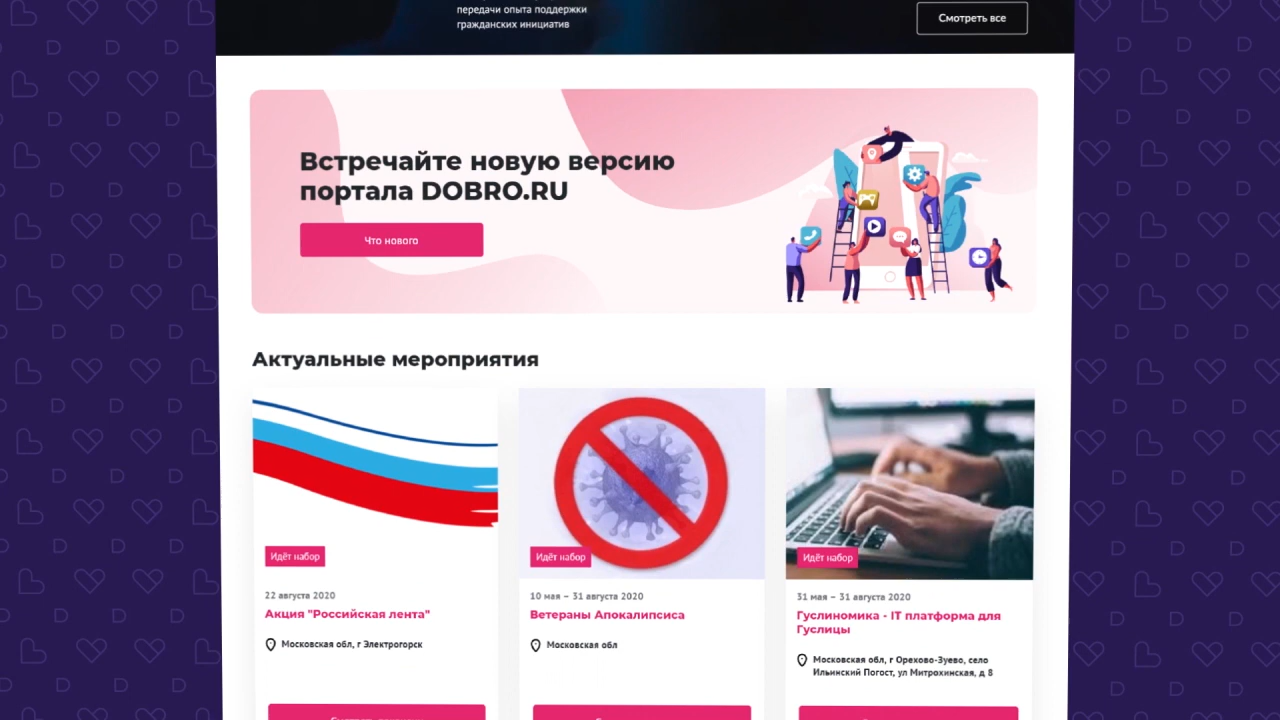 передачи опыта поддержки
гражданских инициатив
Смотреть все
Встречайте новую версию
портала DOBRO.RU
Что нового
Актуальные мероприятия
Идёт набор
22 августа 2020
Акция "Российская лента"
Московская обл, г Электрогорск
Идёт набор
10 мая – 31 августа 2020
Ветераны Апокалипсиса
Московская обл
Идёт набор
31 мая – 31 августа 2020
Гуслиномика - IT платформа для
Гуслицы
Московская обл, г Орехово-Зуево, село
Ильинский Погост, ул Митрохинская, д 8